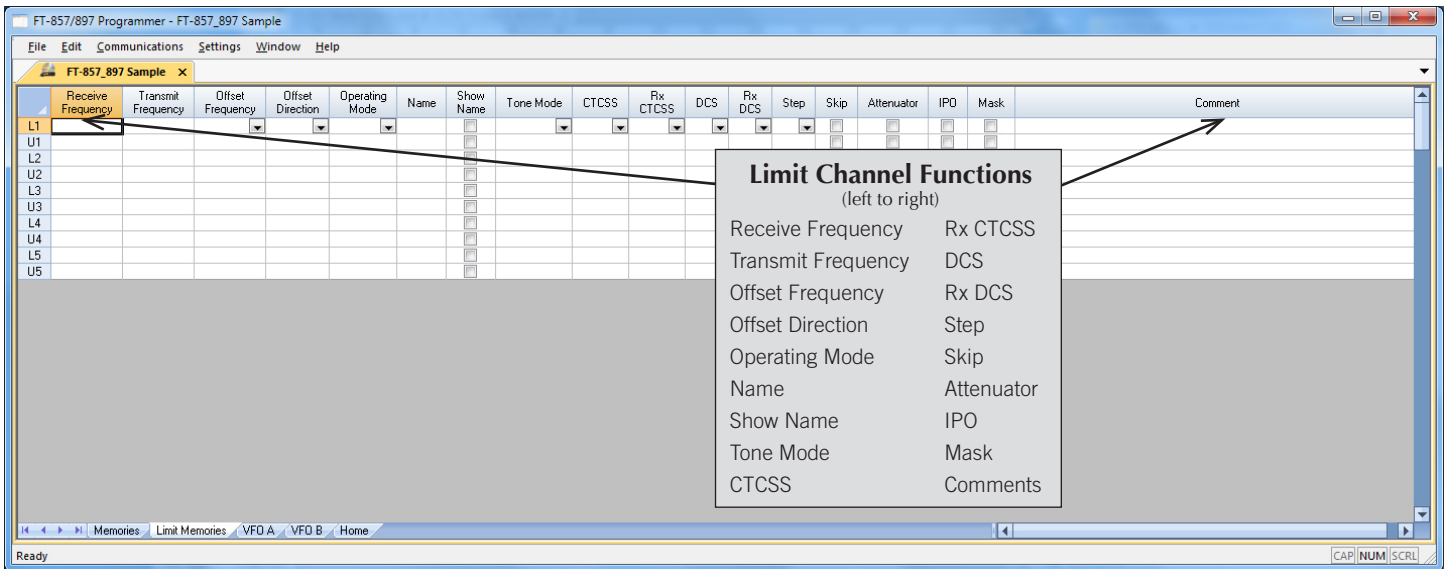 FT-857/897 Programmer - FT-857_897 Sample
File Edit Communications Settings Window Help
FT-857_897 Sample x
Receive Frequency Transmit Frequency Offset Frequency Offset Direction Operating Mode Name Show Name Tone Mode CTCSS Rx CTCSS DCS Rx DCS Step Skip Attenuator IPO Mask Comment
L1
U1
L2
U2
L3
U3
L4
U4
L5
U5
Limit Channel Functions
(left to right)
Receive Frequency Rx CTCSS
Transmit Frequency DCS
Offset Frequency Rx DCS
Offset Direction Step
Operating Mode Skip
Name Attenuator
Show Name IPO
Tone Mode Mask
CTCSS Comments
Memories Limit Memories VFO A VFO B Home
Ready CAP NUM SCRL